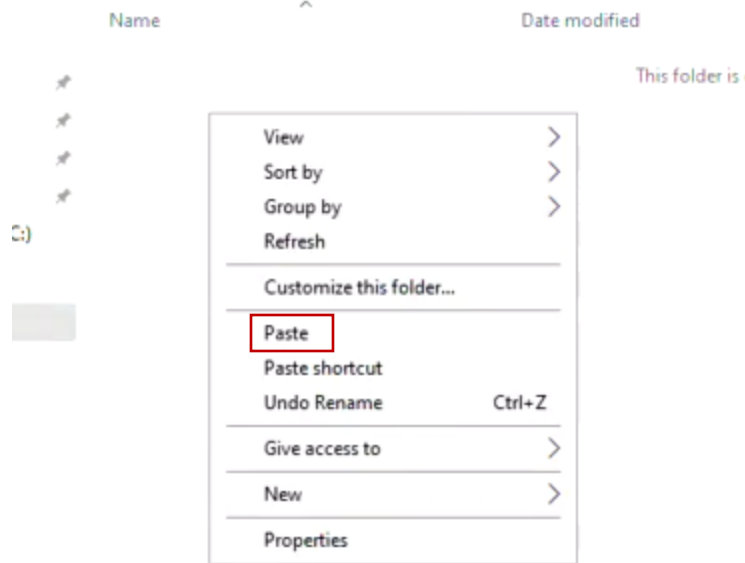 Name Date modified
This folder is
View
Sort by
Group by
C:)
Refresh
Customize this folder...
Paste
Paste shortcut
Undo Rename Ctrl+Z
Give access to
New
Properties